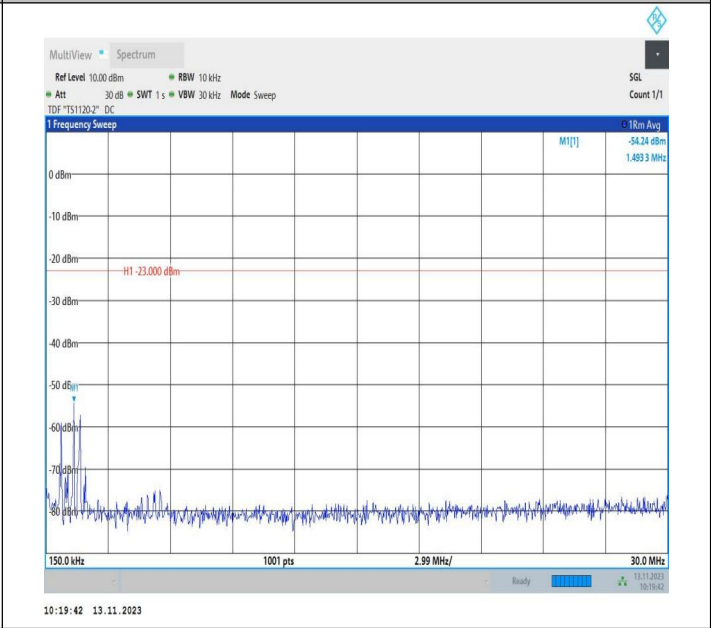 MultiView Spectrum
Ref Level 10.00 dBm RBW 10 kHz SGL
Att 30 dB SWT 1 s VBW 30 kHz Mode Sweep Count 1/1
TDF "TS1120-2" DC
1 Frequency Sweep 1Rm Avg
M1[1] -54.24 dBm
1.493 3 MHz
0 dBm
-10 dBm
-20 dBm
H1 -23.000 dBm
-30 dBm
-40 dBm
-50 dBm
M1
-60 dBm
-70 dBm
-80 dBm
150.0 kHz 1001 pts 2.99 MHz/ 30.0 MHz
Ready 13.11.2023
10:19:42
10:19:42 13.11.2023